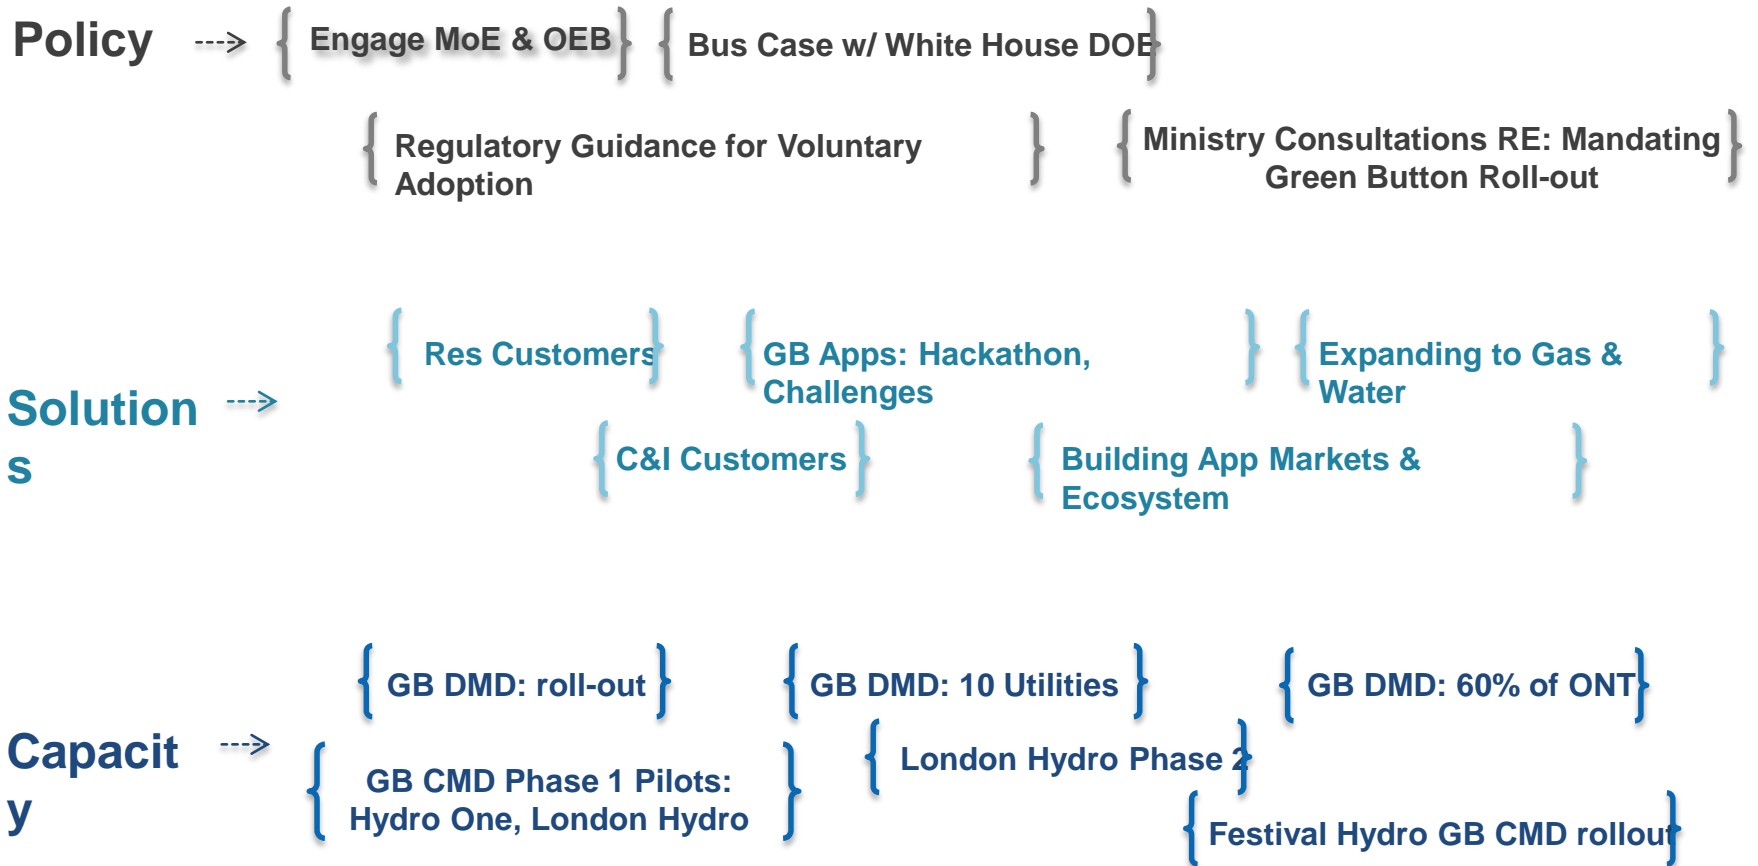 Policy
Engage MoE & OEB
Bus Case w/ White House DOE
Regulatory Guidance for Voluntary
Adoption
Ministry Consultations RE: Mandating
Green Button Roll-out
Solution
s
Res Customers
GB Apps: Hackathon,
Challenges
Expanding to Gas &
Water
C&I Customers
Building App Markets &
Ecosystem
Capacit
y
GB DMD: roll-out
GB DMD: 10 Utilities
GB DMD: 60% of ONT
GB CMD Phase 1 Pilots:
Hydro One, London Hydro
London Hydro Phase 2
Festival Hydro GB CMD rollout